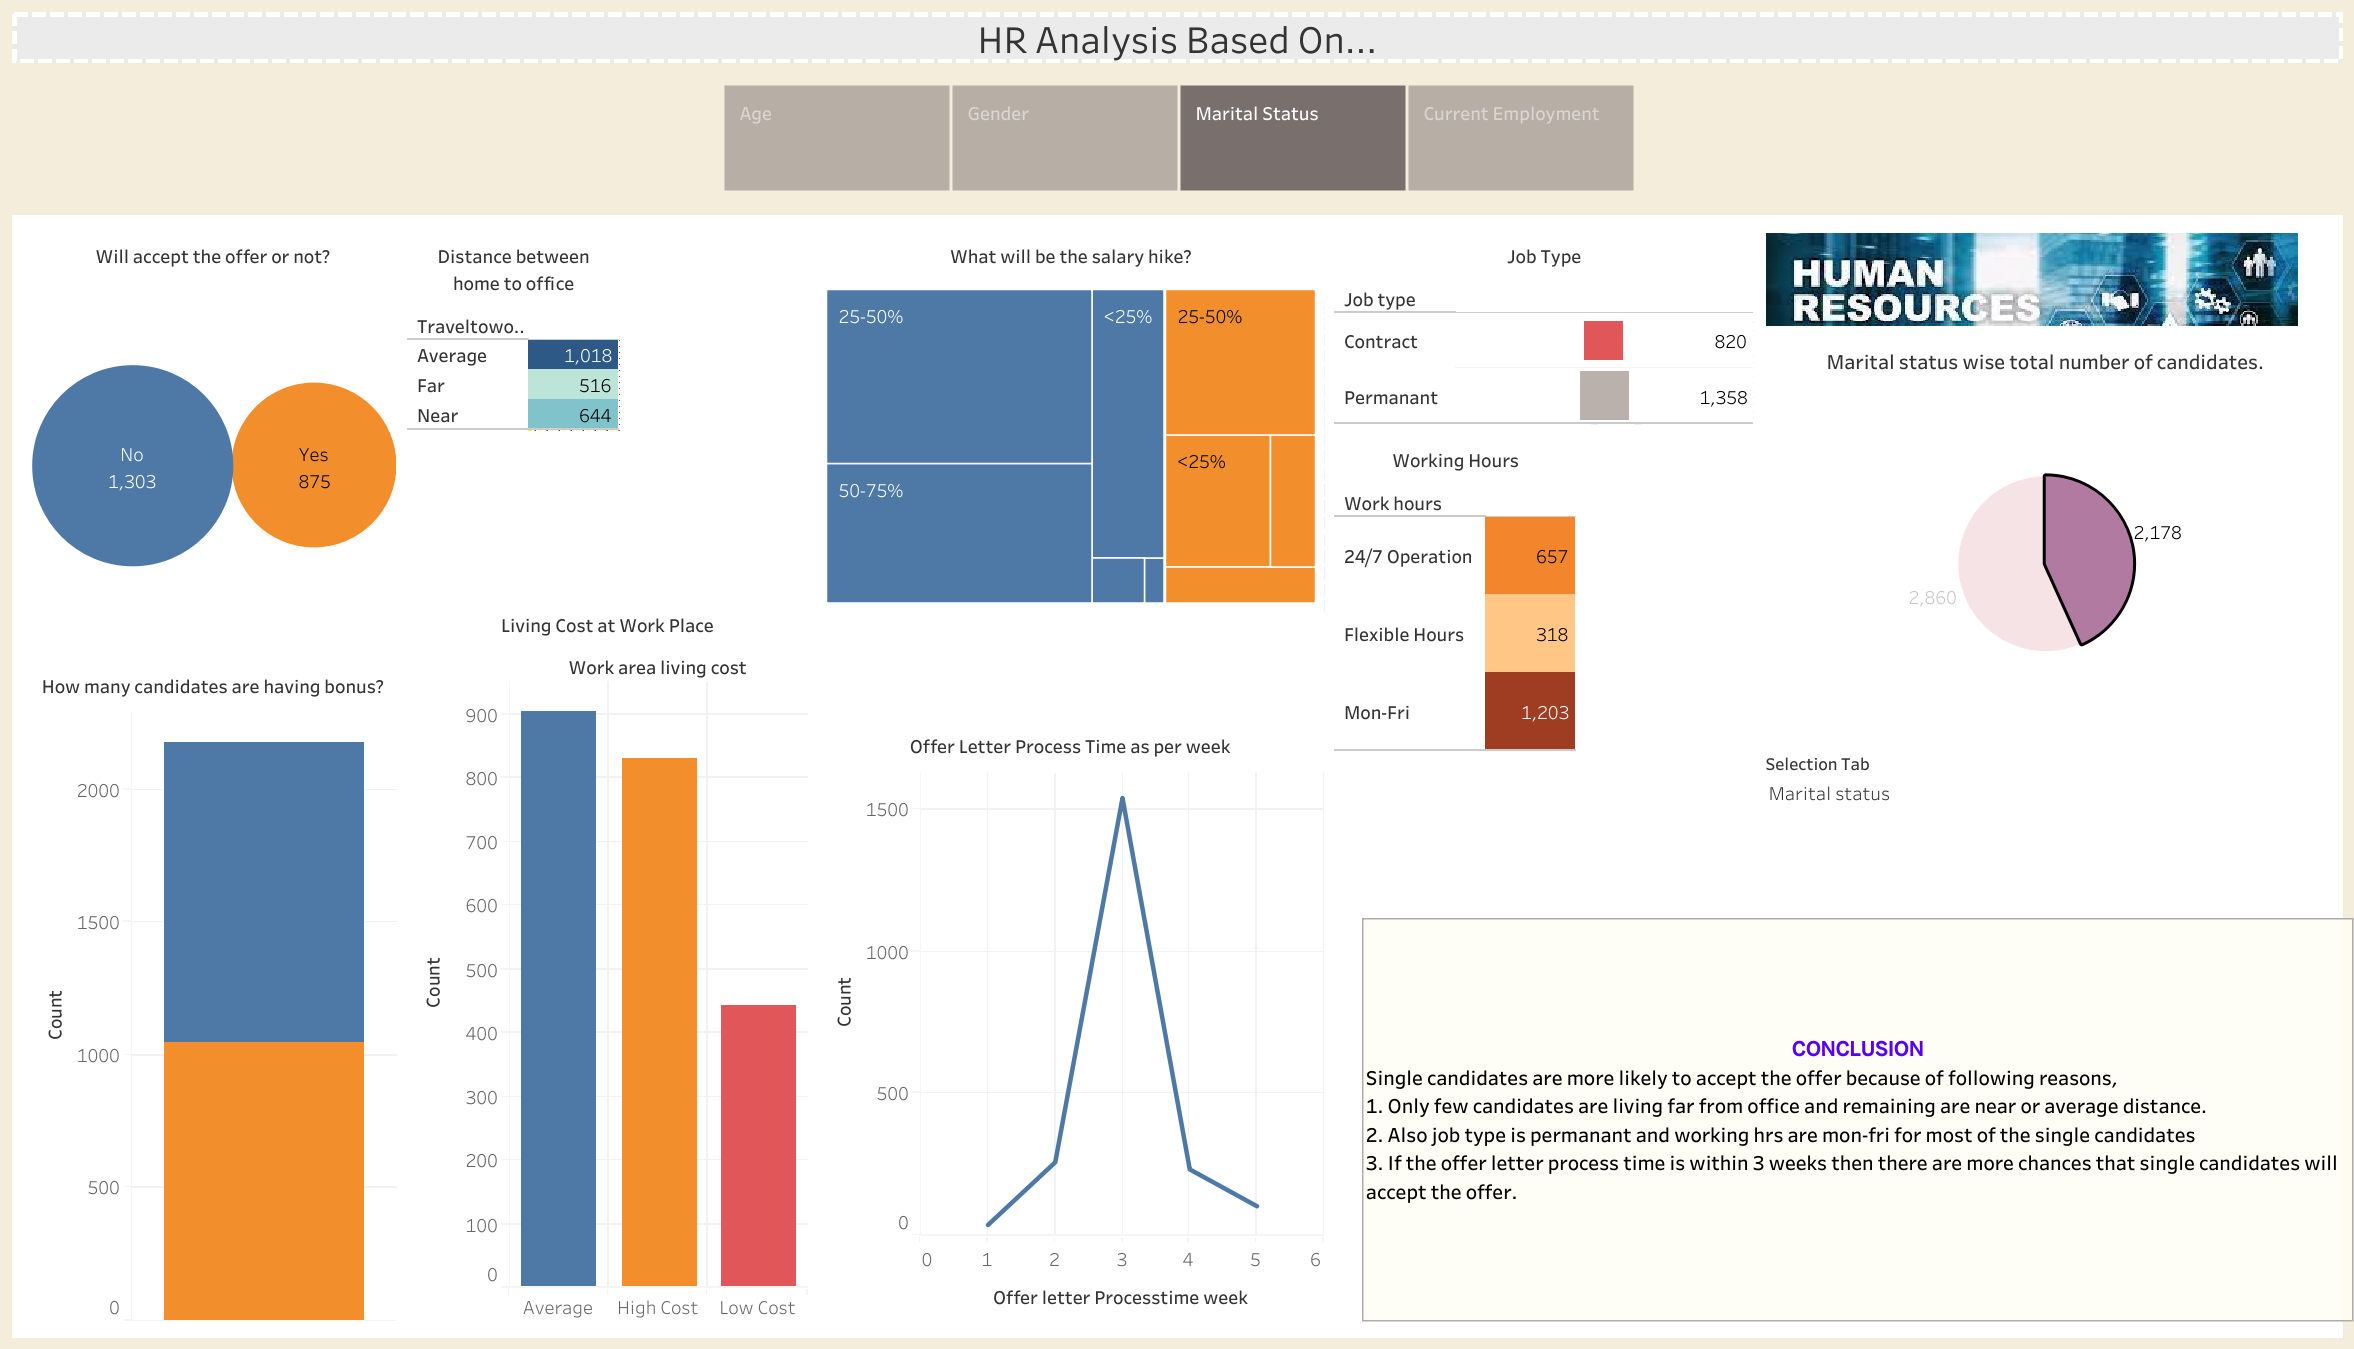 HR Analysis Based On...
Age
Gender
Marital Status
Current Employment
Will accept the offer or not?
No
1,303
Yes
875
Distance between
home to office
Traveltowo..
Average 1,018
Far 516
Near 644
What will be the salary hike?
25-50%
<25%
25-50%
50-75%
<25%
Job Type
Job type
Contract 820
Permanant 1,358
Working Hours
Work hours
24/7 Operation 657
Flexible Hours 318
Mon-Fri 1,203
HUMAN
RESOURCES
Marital status wise total number of candidates.
2,178
2,860
Selection Tab
Marital status
How many candidates are having bonus?
2000
1500
1000
500
0
Count
Living Cost at Work Place
Work area living cost
900
800
700
600
500
400
300
200
100
0
Count
Average
High Cost
Low Cost
Offer Letter Process Time as per week
1500
1000
500
0
Count
0 1 2 3 4 5 6
Offer letter Processtime week
CONCLUSION
Single candidates are more likely to accept the offer because of following reasons,
1. Only few candidates are living far from office and remaining are near or average distance.
2. Also job type is permanant and working hrs are mon-fri for most of the single candidates
3. If the offer letter process time is within 3 weeks then there are more chances that single candidates will
accept the offer.